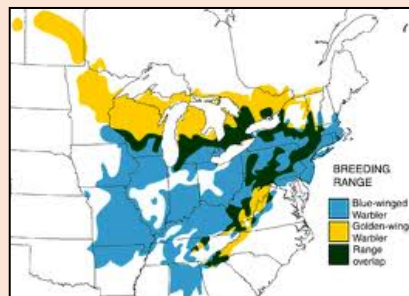 BREEDING
RANGE
Blue-winged
Warbler
Golden-wing
Warbler
Range
overlap